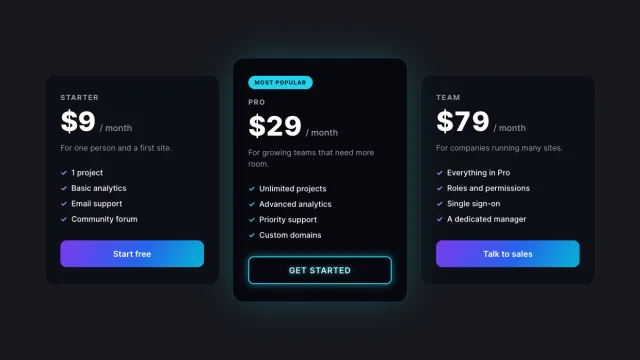 STARTER
$9 / month
For one person and a first site.
✓ 1 project
✓ Basic analytics
✓ Email support
✓ Community forum
Start free
MOST POPULAR
PRO
$29 / month
For growing teams that need more
room.
✓ Unlimited projects
✓ Advanced analytics
✓ Priority support
✓ Custom domains
GET STARTED
TEAM
$79 / month
For companies running many sites.
✓ Everything in Pro
✓ Roles and permissions
✓ Single sign-on
✓ A dedicated manager
Talk to sales